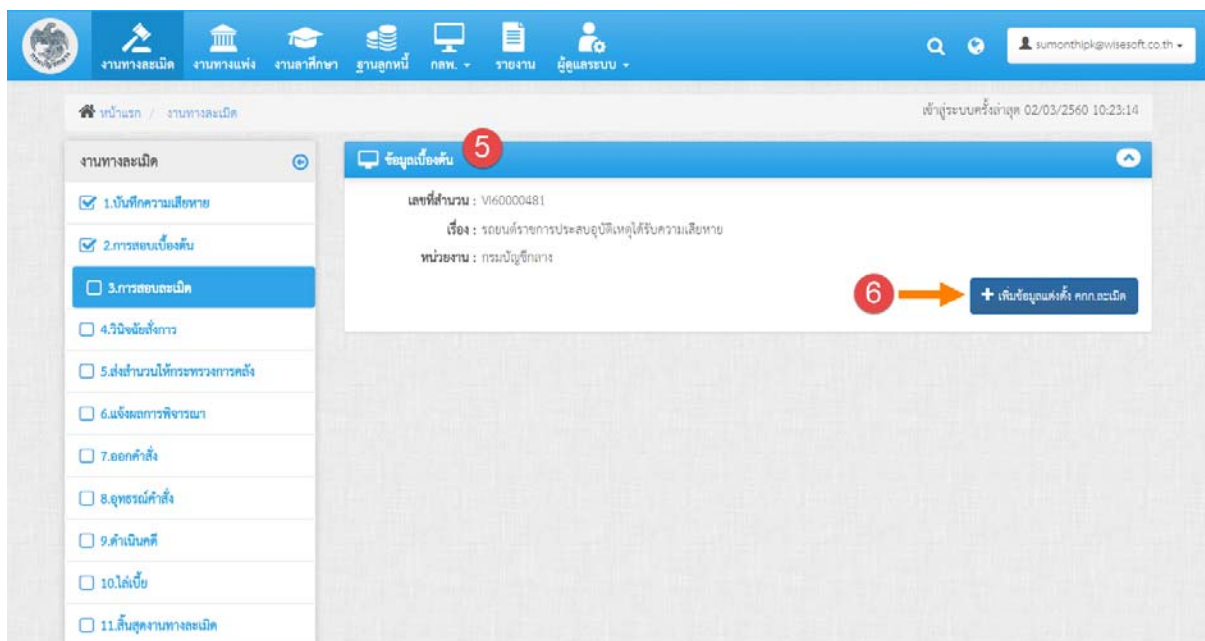 งานทางละเมิด งานทางแพ่ง งานลาศึกษา ฐานลูกหนี้ กลพ. รายงาน ผู้ดูแลระบบ
sumonthipk@wisesoft.co.th
หน้าแรก / งานทางละเมิด
เข้าสู่ระบบครั้งล่าสุด 02/03/2560 10:23:14
งานทางละเมิด
1.บันทึกความเสียหาย
2.การสอบเบื้องต้น
3.การสอบละเมิด
4.วินิจฉัยสั่งการ
5.ส่งสำนวนให้กระทรวงการคลัง
6.แจ้งผลการพิจารณา
7.ออกคำสั่ง
8.อุทธรณ์คำสั่ง
9.ดำเนินคดี
10.ไล่เบี้ย
11.สิ้นสุดงานทางละเมิด
ข้อมูลเบื้องต้น 5
เลขที่สำนวน : VI60000481
เรื่อง : รถยนต์ราชการประสบอุบัติเหตุได้รับความเสียหาย
หน่วยงาน : กรมบัญชีกลาง
6 + เพิ่มข้อมูลแต่งตั้ง คกก.ละเมิด